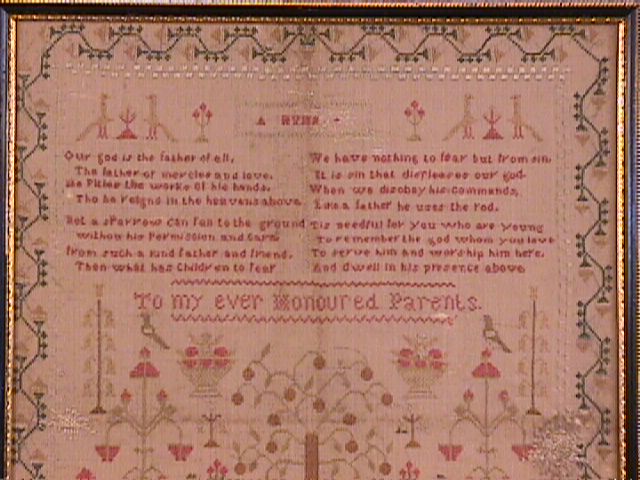 A HYMN
Our god is the father of all,
The father of mercies and love.
He Pities the works of his hands,
Tho he reigns in the heavens above.
Not a sparrow can fall to the ground
withow his Permission and Care
from such a kind father and friend,
Then what has Children to fear
We have nothing to fear but from sin
It is sin that displeases our god
When we disobey his commands,
Like a father he uses the rod.
Tis needful for you who are young
To remember the god whom you love
To serve him and worship him here,
And dwell in his presence above
To my ever Honoured Parents.